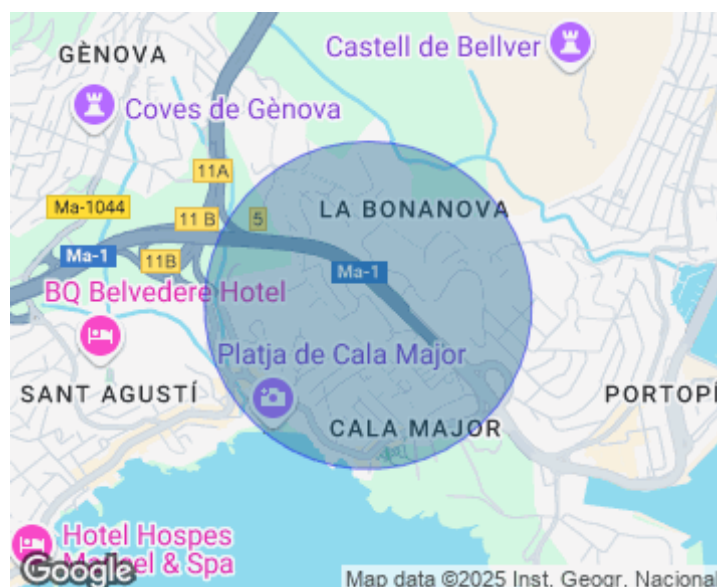 GÈNOVA
Castell de Bellver
Coves de Gènova
11A
Ma-1044
LA BONANOVA
11 B
5
Ma-1
11B
Ma-1
BQ Belvedere Hotel
Platja de Cala Major
SANT AGUSTÍ
PORTOPÍ
CALA MAJOR
Hotel Hospes
Maricel & Spa
Google
Map data ©2025 Inst. Geogr. Nacional